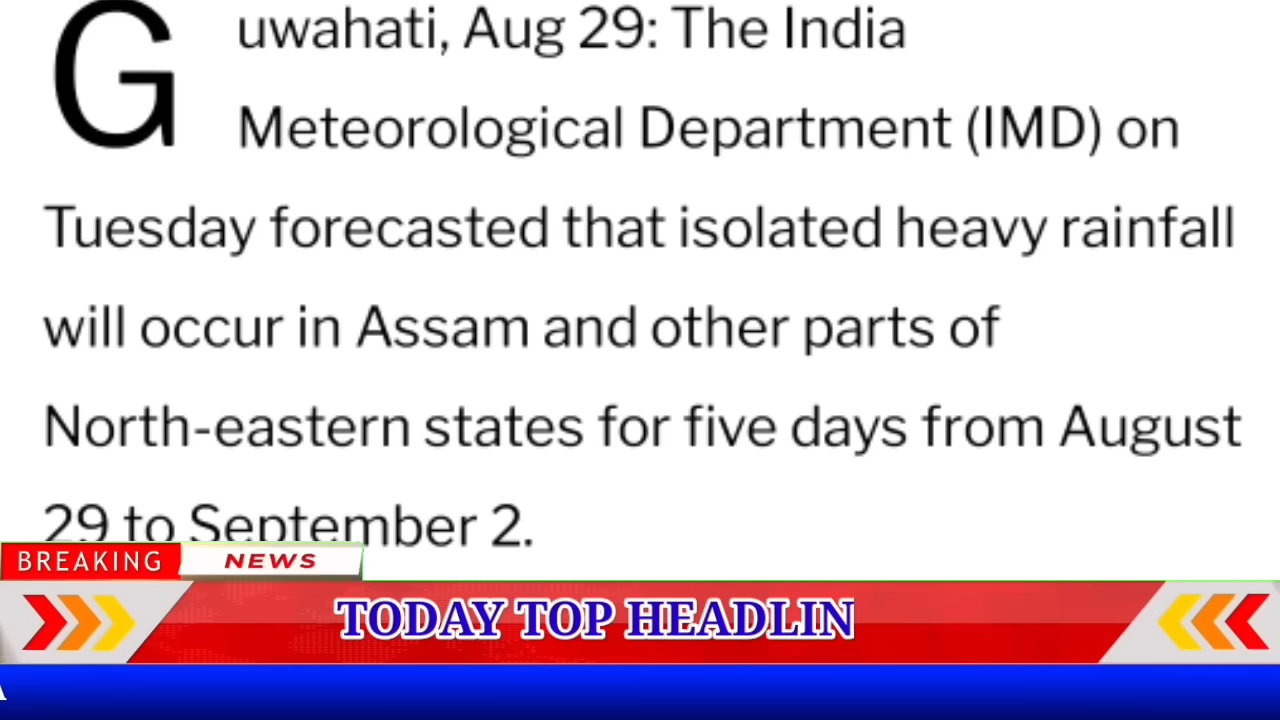 Guwahati, Aug 29: The India
Meteorological Department (IMD) on
Tuesday forecasted that isolated heavy rainfall
will occur in Assam and other parts of
North-eastern states for five days from August
29 to September 2.
BREAKING NEWS
TODAY TOP HEADLIN